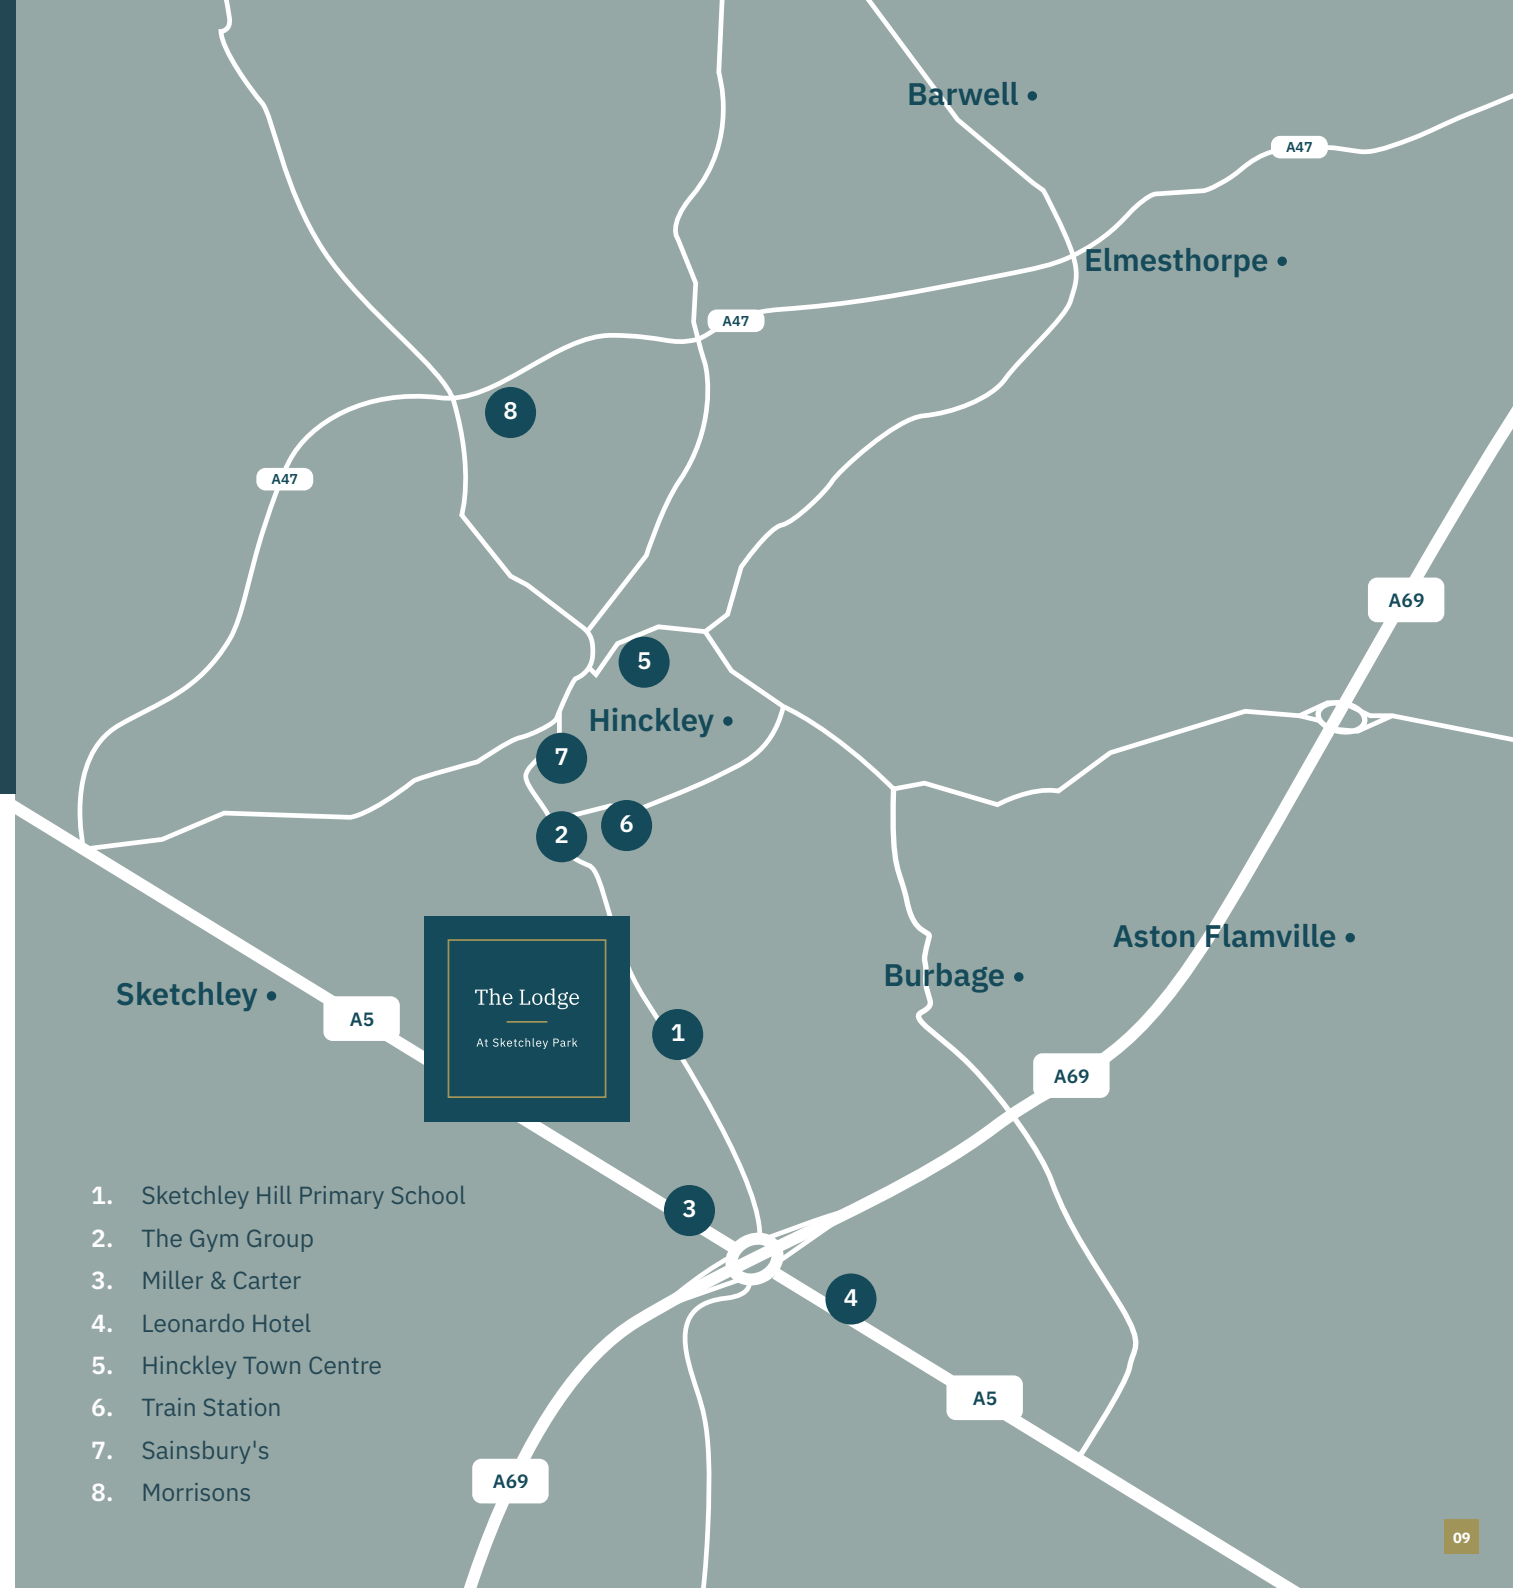 Barwell •
A47
Elmesthorpe •
A47
8
A47
A69
5
Hinckley •
7
6
2
Aston Flamville •
Burbage •
Sketchley •
The Lodge
At Sketchley Park
A5
1
A69
3
4
A5
A69
1. Sketchley Hill Primary School
2. The Gym Group
3. Miller & Carter
4. Leonardo Hotel
5. Hinckley Town Centre
6. Train Station
7. Sainsbury's
8. Morrisons
09